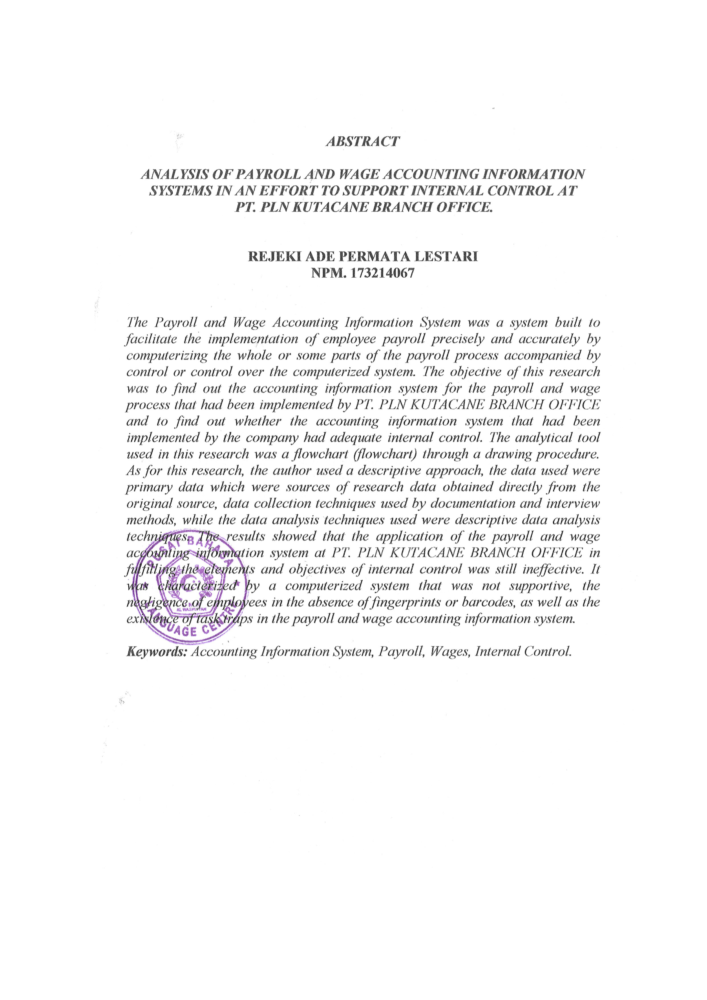 ABSTRACT
ANALYSIS OF PAYROLL AND WAGE ACCOUNTING INFORMATION
SYSTEMS IN AN EFFORT TO SUPPORT INTERNAL CONTROL AT
PT. PLN KUTACANE BRANCH OFFICE.
REJEKI ADE PERMATA LESTARI
NPM. 173214067
The Payroll and Wage Accounting Information System was a system built to
facilitate the implementation of employee payroll precisely and accurately by
computerizing the whole or some parts of the payroll process accompanied by
control or control over the computerized system. The objective of this research
was to find out the accounting information system for the payroll and wage
process that had been implemented by PT. PLN KUTACANE BRANCH OFFICE
and to find out whether the accounting information system that had been
implemented by the company had adequate internal control. The analytical tool
used in this research was a flowchart (flowchart) through a drawing procedure.
As for this research, the author used a descriptive approach, the data used were
primary data which were sources of research data obtained directly from the
original source, data collection techniques used by documentation and interview
methods, while the data analysis techniques used were descriptive data analysis
techniques. The results showed that the application of the payroll and wage
accounting information system at PT. PLN KUTACANE BRANCH OFFICE in
fulfilling the elements and objectives of internal control was still ineffective. It
was characterized by a computerized system that was not supportive, the
negligence of employees in the absence of fingerprints or barcodes, as well as the
existence of task traps in the payroll and wage accounting information system.
Keywords: Accounting Information System, Payroll, Wages, Internal Control.
PUSAT BAHASA
AL WASHLIYAH
LANGUAGE CENTRE